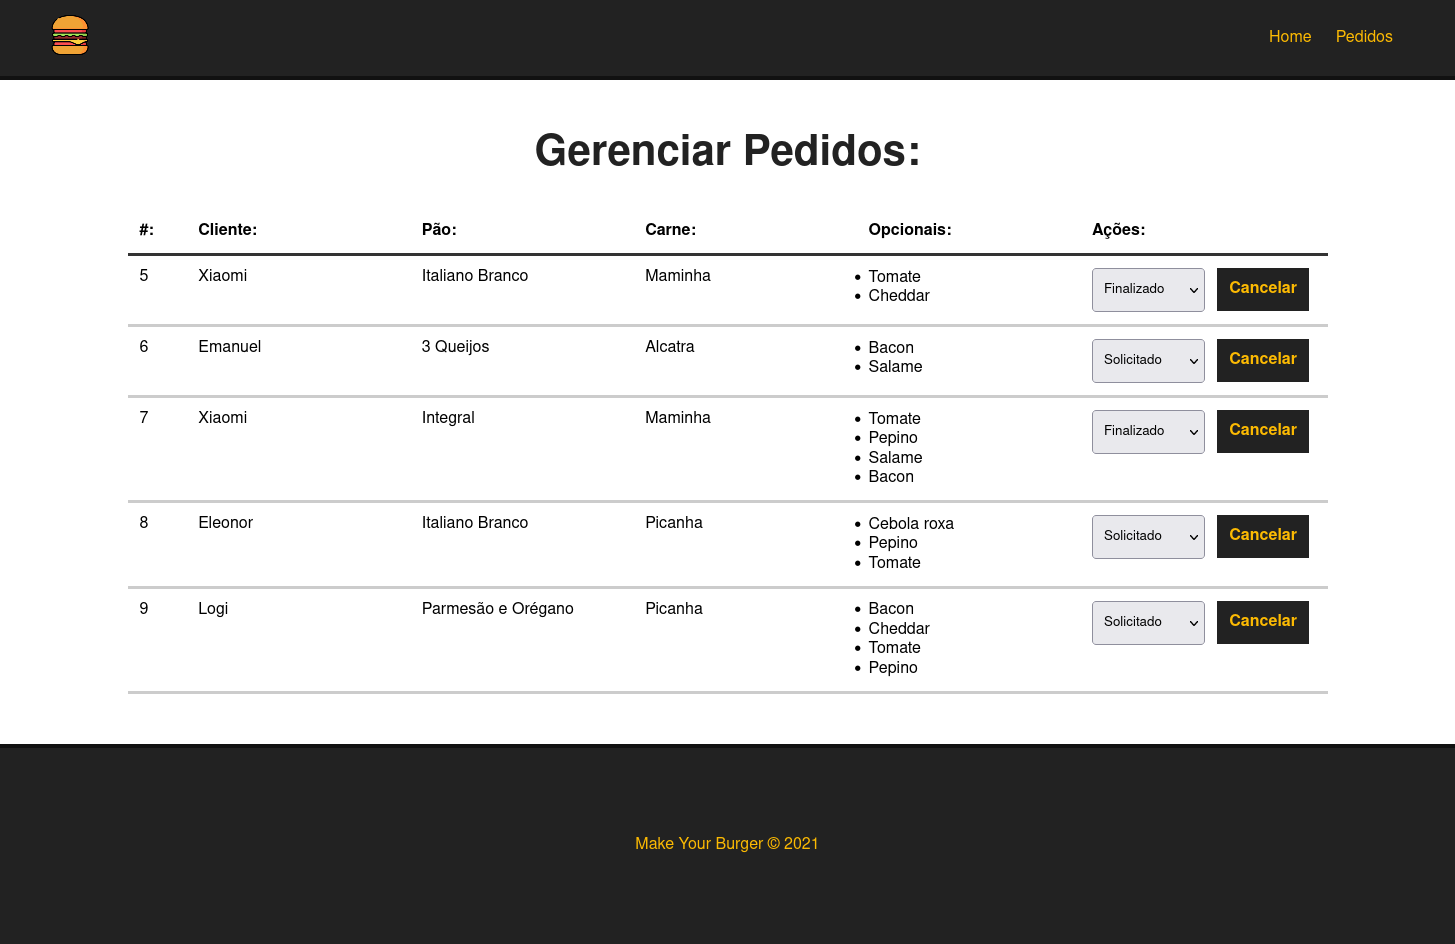 Home Pedidos
Gerenciar Pedidos:
#: Cliente: Pão: Carne: Opcionais: Ações:
5 Xiaomi Italiano Branco Maminha Tomate Finalizado Cancelar
Cheddar
6 Emanuel 3 Queijos Alcatra Bacon Solicitado Cancelar
Salame
7 Xiaomi Integral Maminha Tomate Finalizado Cancelar
Pepino
Salame
Bacon
8 Eleonor Italiano Branco Picanha Cebola roxa Solicitado Cancelar
Pepino
Tomate
9 Logi Parmesão e Orégano Picanha Bacon Solicitado Cancelar
Cheddar
Tomate
Pepino
Make Your Burger © 2021